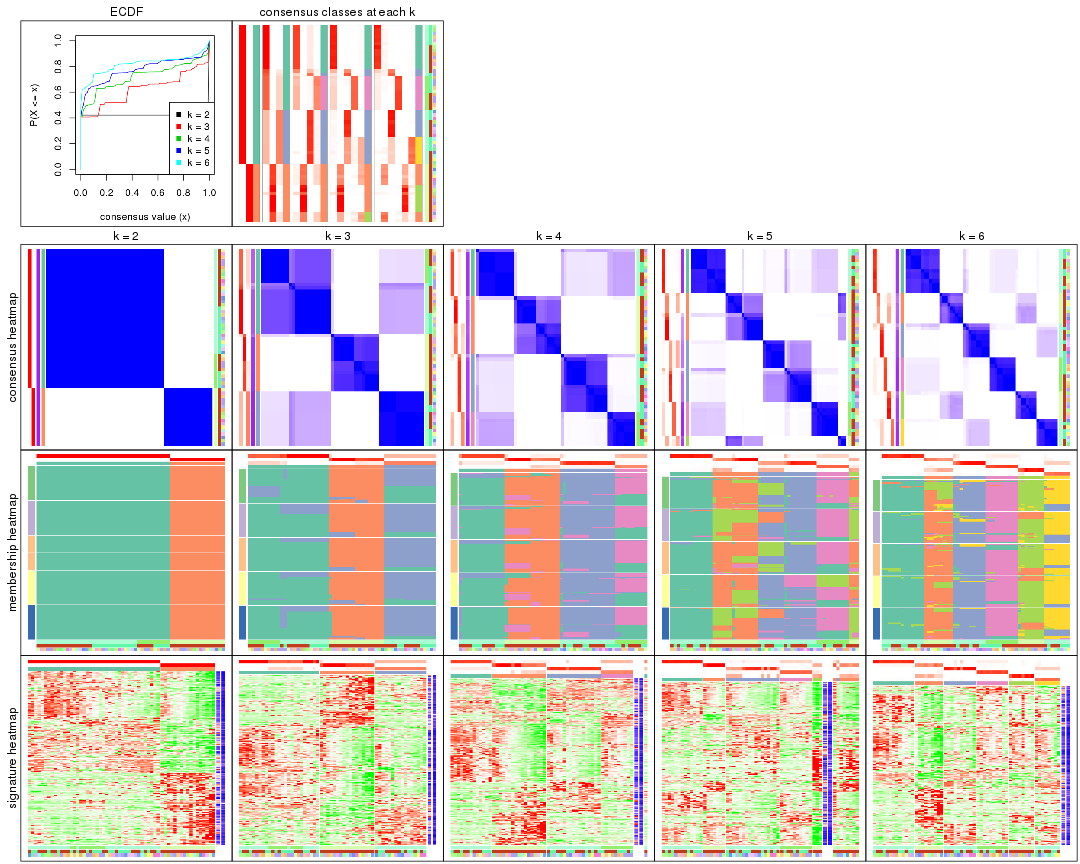 ECDF
consensus classes at each k
P(X <= x)
0.0
0.2
0.4
0.6
0.8
1.0
k = 2
k = 3
k = 4
k = 5
k = 6
0.0 0.2 0.4 0.6 0.8 1.0
consensus value (x)
k = 2
k = 3
k = 4
k = 5
k = 6
consensus heatmap
membership heatmap
signature heatmap